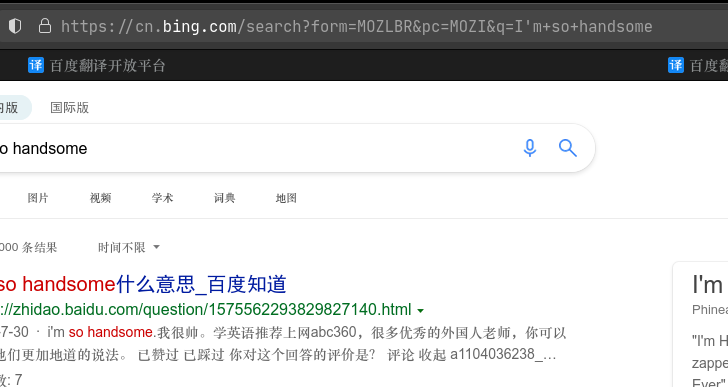 https://cn.bing.com/search?form=MOZLBR&pc=MOZI&q=I'm+so+handsome
译 百度翻译开放平台 译 百度翻
内版 国际版
so handsome
图片 视频 学术 词典 地图
000 条结果 时间不限
so handsome什么意思_百度知道
://zhidao.baidu.com/question/1575562293829827140.html
-7-30 · i'm so handsome.我很帅。学英语推荐上网abc360，很多优秀的外国人老师，你可以
他们更加地道的说法。 已赞过 已踩过 你对这个回答的评价是？ 评论 收起 a1104036238_…
数: 7
I'm
Phinea
"I'm H
zappe
Ever"